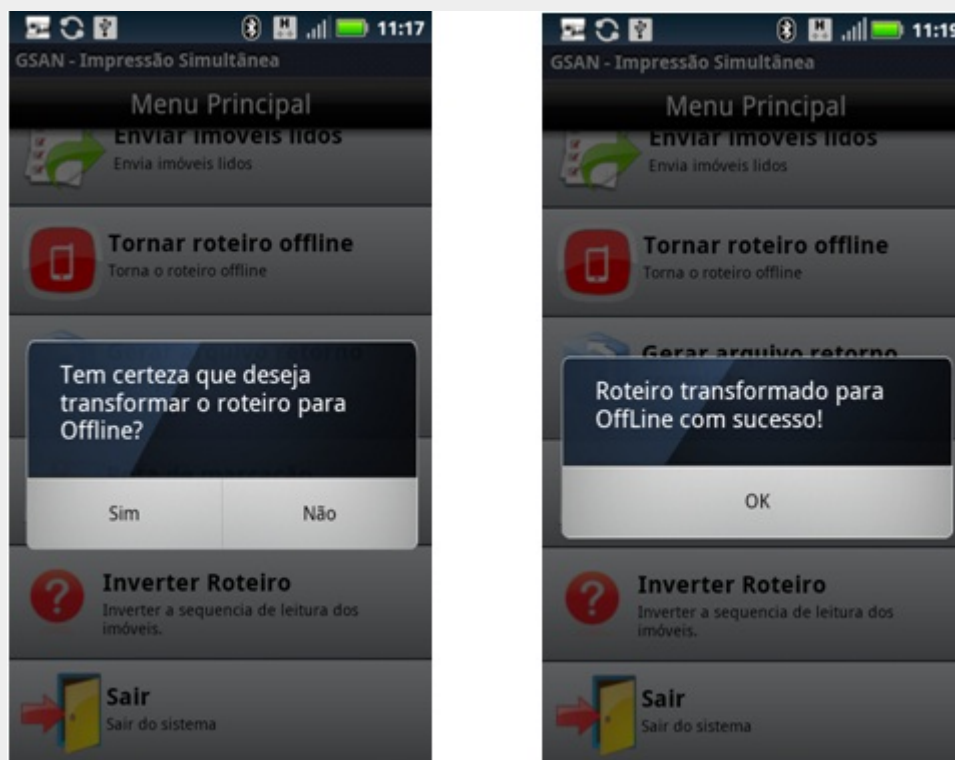 11:17
GSAN - Impressão Simultânea
Menu Principal
Enviar imóveis lidos
Envia imóveis lidos
Tornar roteiro offline
Torna o roteiro offline
Tem certeza que deseja
transformar o roteiro para
Offline?
Sim Não
Inverter Roteiro
Inverter a sequencia de leitura dos
imóveis.
Sair
Sair do sistema
11:19
GSAN - Impressão Simultânea
Menu Principal
Enviar imóveis lidos
Envia imóveis lidos
Tornar roteiro offline
Torna o roteiro offline
Gerar arquivo retorno
Roteiro transformado para
OffLine com sucesso!
OK
Inverter Roteiro
Inverter a sequencia de leitura dos
imóveis.
Sair
Sair do sistema